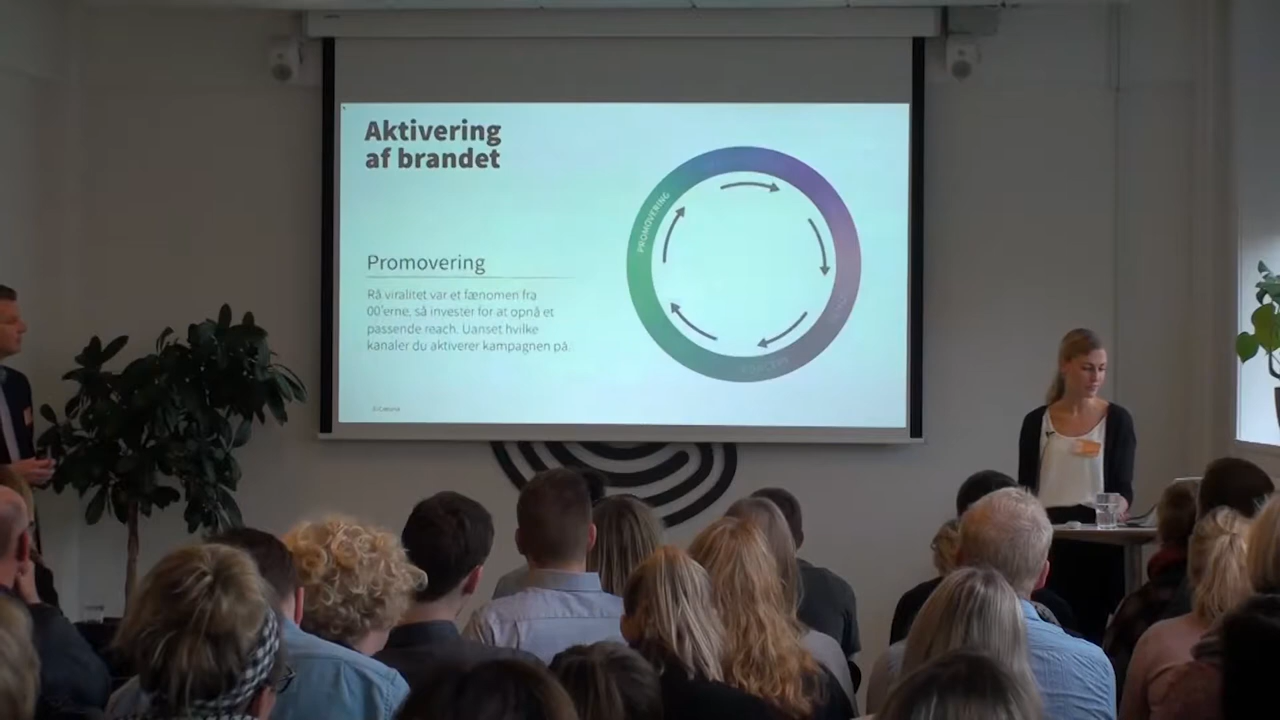 Aktivering
af brandet
Promovering
Rå viralitet var et fænomen fra
00'erne, så invester for at opnå et
passende reach. Uanset hvilke
kanaler du aktiverer kampagnen på.
PROMOVERING